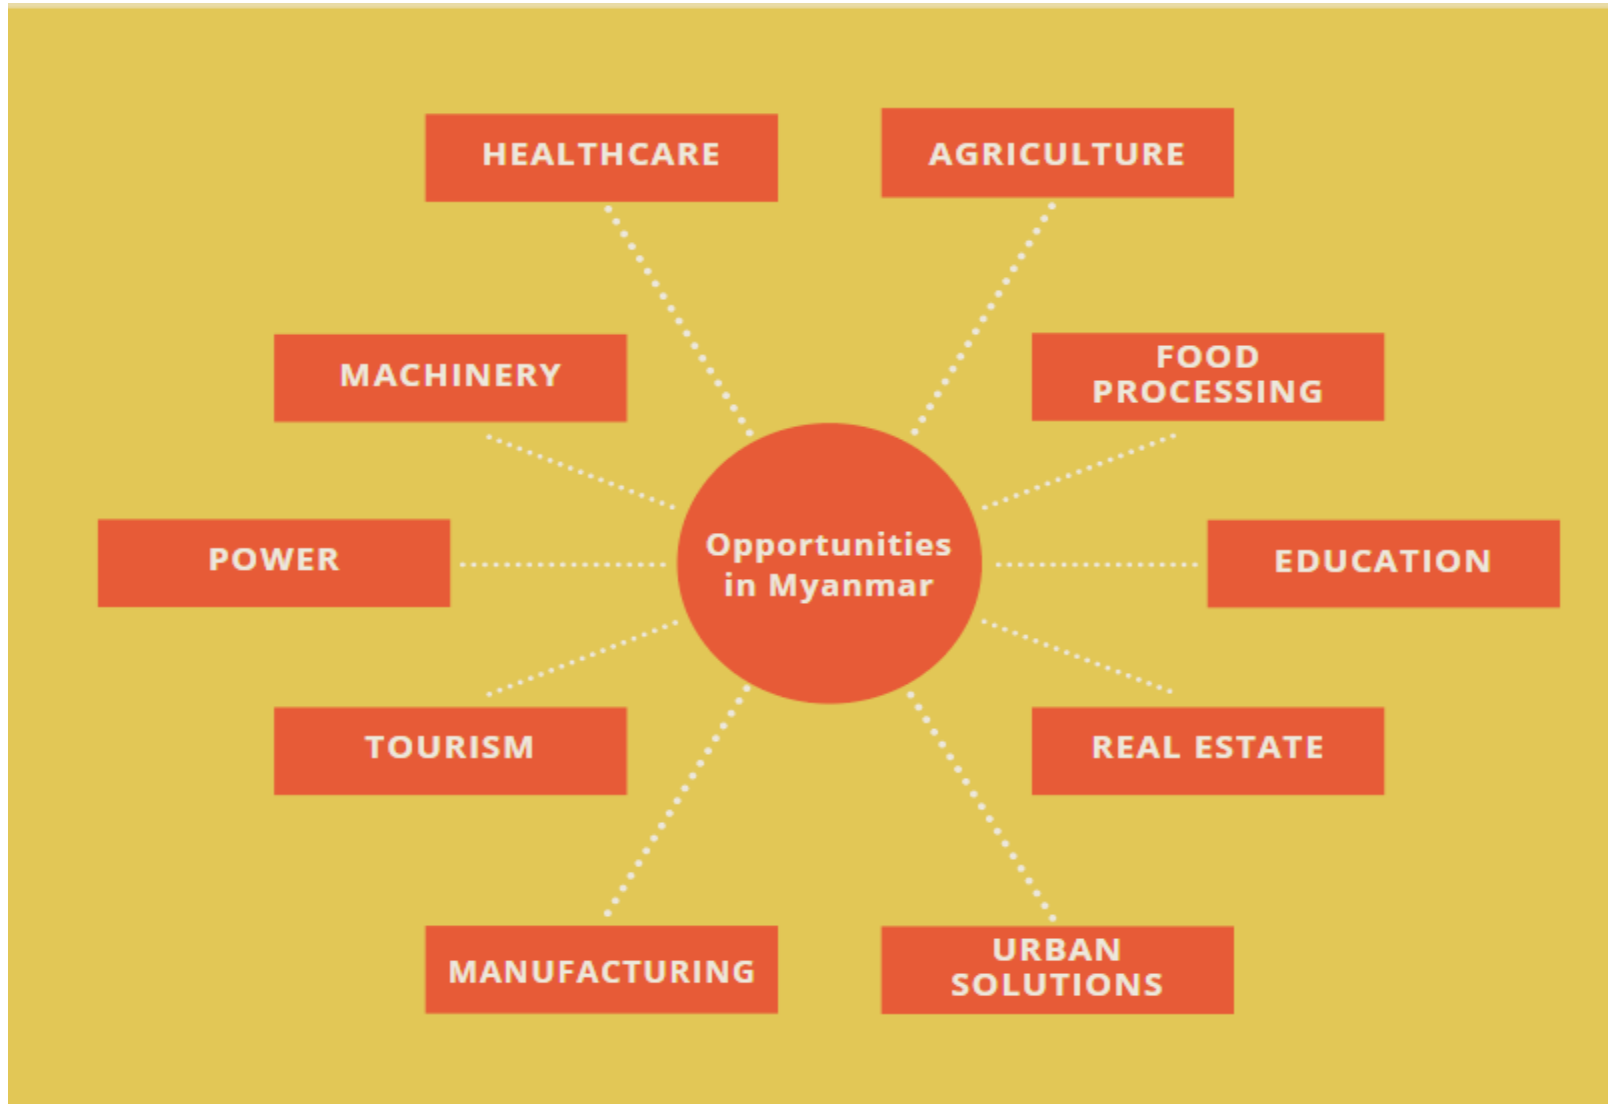 HEALTHCARE
AGRICULTURE
MACHINERY
FOOD
PROCESSING
POWER
Opportunities
in Myanmar
EDUCATION
TOURISM
REAL ESTATE
MANUFACTURING
URBAN
SOLUTIONS